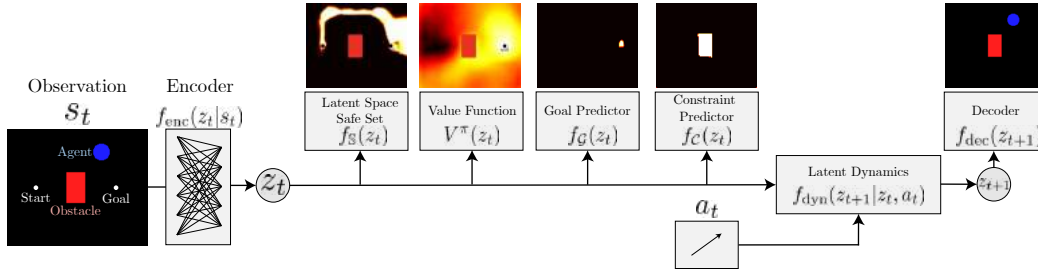 Observation
s_t
Agent
Start
Goal
Obstacle
Encoder
f_enc(z_t|s_t)
z_t
Latent Space
Safe Set
f_𝕊(z_t)
Value Function
V^π(z_t)
Goal Predictor
f_𝒢(z_t)
Constraint
Predictor
f_𝒞(z_t)
a_t
Latent Dynamics
f_dyn(z_{t+1}|z_t, a_t)
z_{t+1}
Decoder
f_dec(z_{t+1})